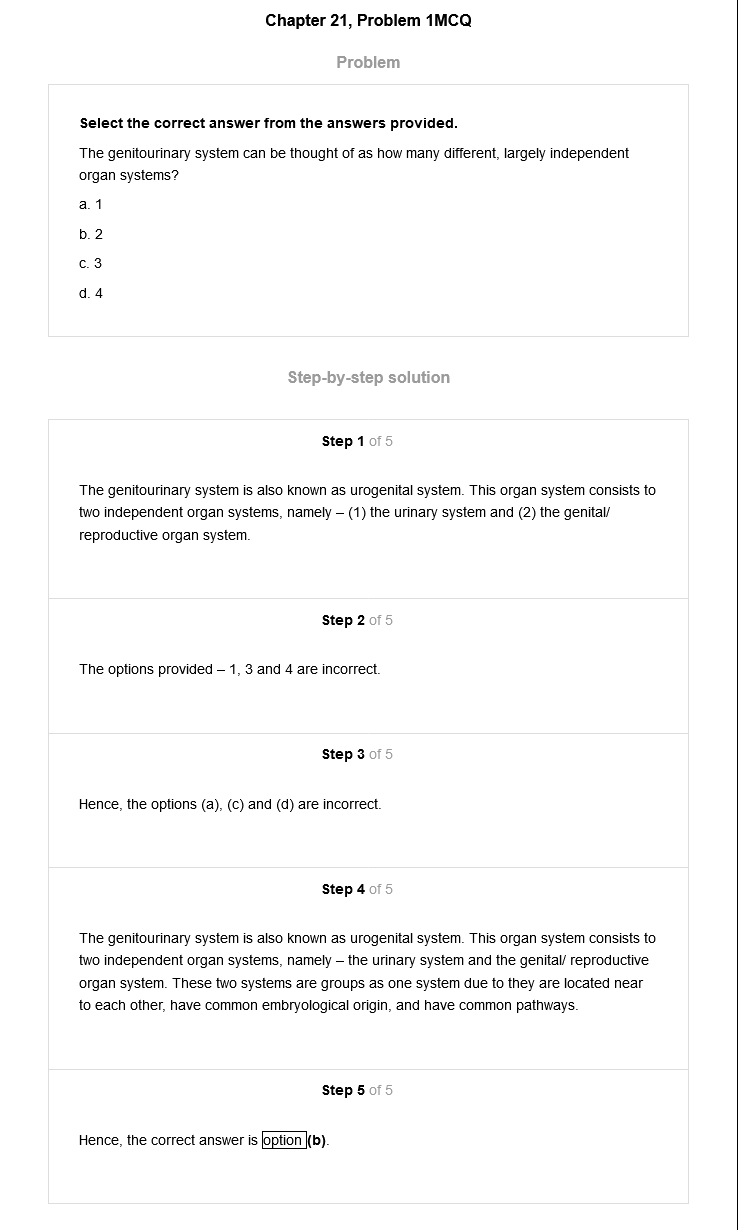 Chapter 21, Problem 1MCQ
Problem
Select the correct answer from the answers provided.
The genitourinary system can be thought of as how many different, largely independent
organ systems?
a. 1
b. 2
c. 3
d. 4
Step-by-step solution
Step 1 of 5
The genitourinary system is also known as urogenital system. This organ system consists to
two independent organ systems, namely – (1) the urinary system and (2) the genital/
reproductive organ system.
Step 2 of 5
The options provided – 1, 3 and 4 are incorrect.
Step 3 of 5
Hence, the options (a), (c) and (d) are incorrect.
Step 4 of 5
The genitourinary system is also known as urogenital system. This organ system consists to
two independent organ systems, namely – the urinary system and the genital/ reproductive
organ system. These two systems are groups as one system due to they are located near
to each other, have common embryological origin, and have common pathways.
Step 5 of 5
Hence, the correct answer is option (b).